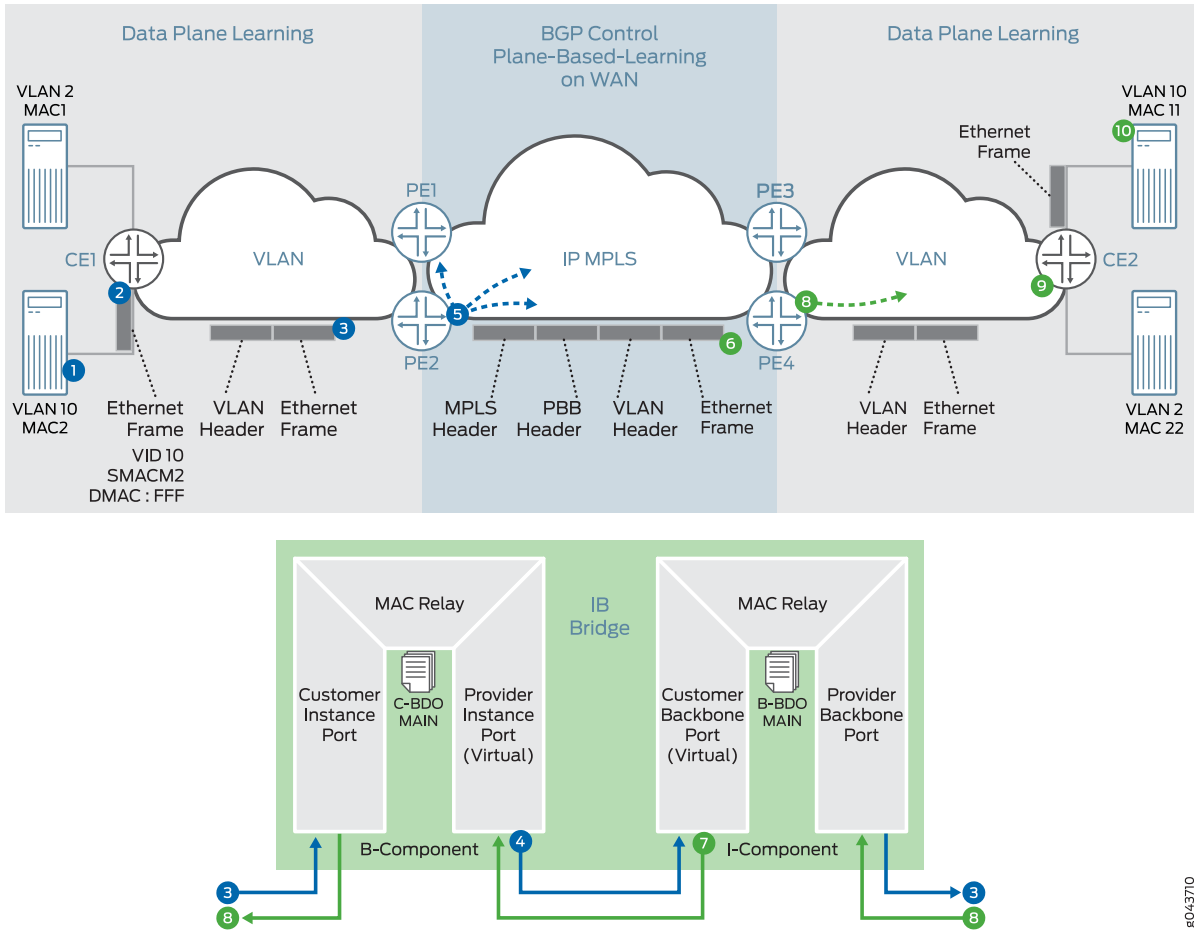 Data Plane Learning
BGP Control
Plane-Based-Learning
on WAN
Data Plane Learning
VLAN 2
MAC1
VLAN 10
MAC 11
10
Ethernet
Frame
PE1
PE3
CE1
VLAN
IP MPLS
VLAN
CE2
2
9
3
5
8
6
1
PE2
PE4
VLAN 10
MAC2
Ethernet
Frame
VID 10
SMACM2
DMAC : FFF
VLAN
Header
Ethernet
Frame
MPLS
Header
PBB
Header
VLAN
Header
Ethernet
Frame
VLAN
Header
Ethernet
Frame
VLAN 2
MAC 22
IB
Bridge
MAC Relay
MAC Relay
Customer
Instance
Port
C-BDO
MAIN
Provider
Instance
Port
(Virtual)
Customer
Backbone
Port
(Virtual)
B-BDO
MAIN
Provider
Backbone
Port
4
7
B-Component
I-Component
3
3
8
8
g043710